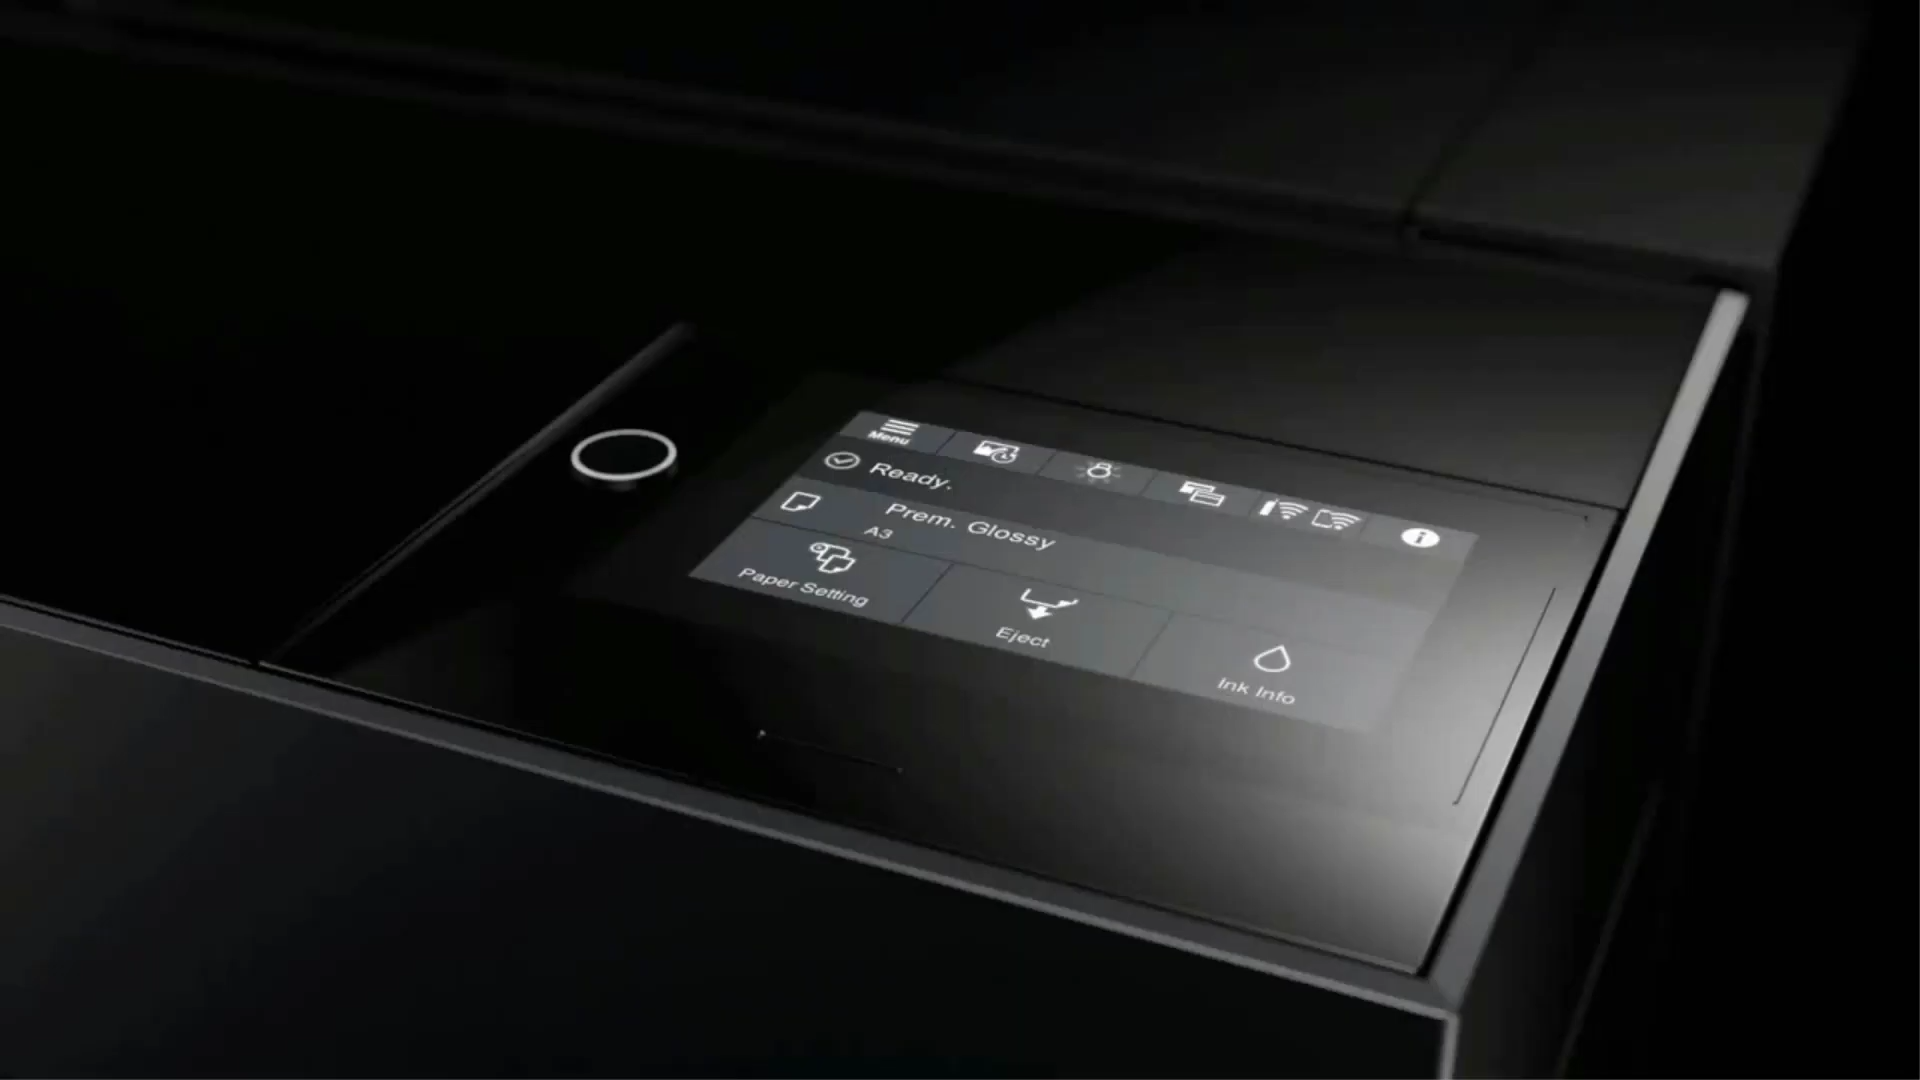 Menu
Ready.
Prem. Glossy
A3
Paper Setting
Eject
Ink Info